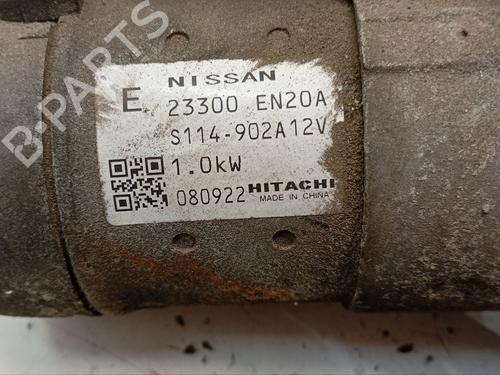 B-PARTS
NISSAN
E 23300 EN20A
S114-902A12V
1.0kW
080922 HITACHI
MADE IN CHINA